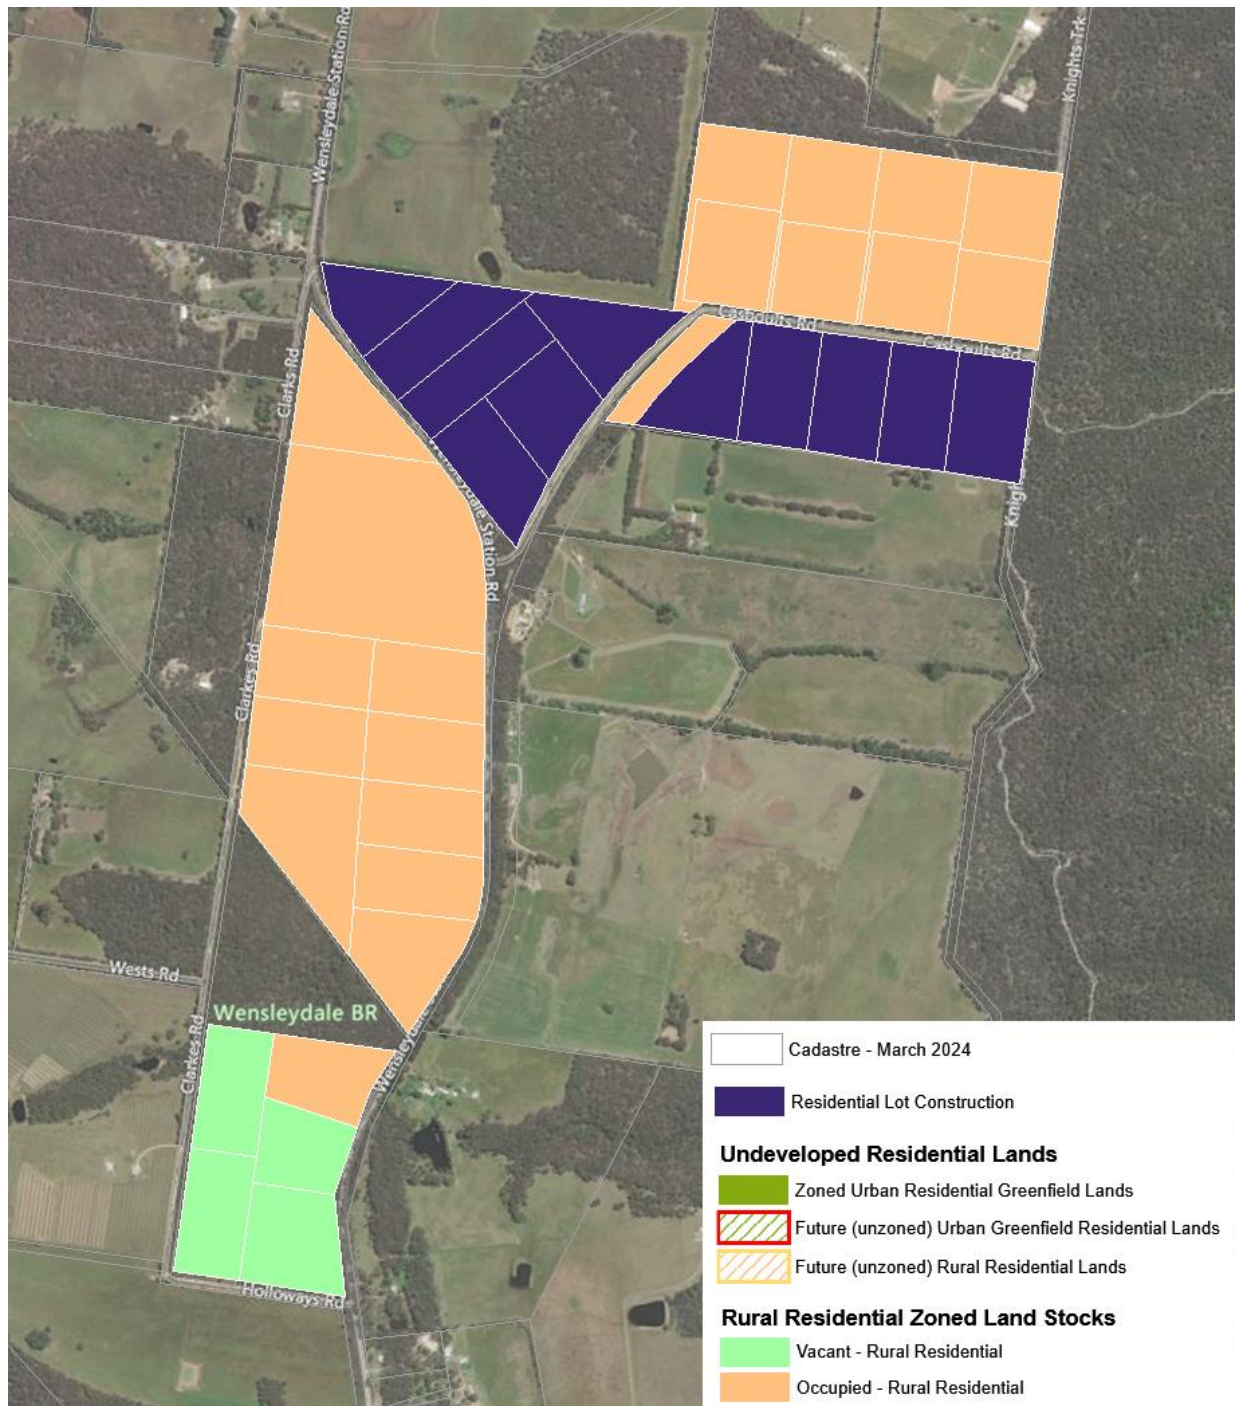 Wensleydale Station Rd
Knights Trk
Casboults Rd
Casboults Rd
Clarks Rd
Wensleydale Station Rd
Clarkes Rd
Wests Rd
Wensleydale BR
Clarkes Rd
Wensleydale
Holloways Rd
Cadastre - March 2024
Residential Lot Construction
Undeveloped Residential Lands
Zoned Urban Residential Greenfield Lands
Future (unzoned) Urban Greenfield Residential Lands
Future (unzoned) Rural Residential Lands
Rural Residential Zoned Land Stocks
Vacant - Rural Residential
Occupied - Rural Residential